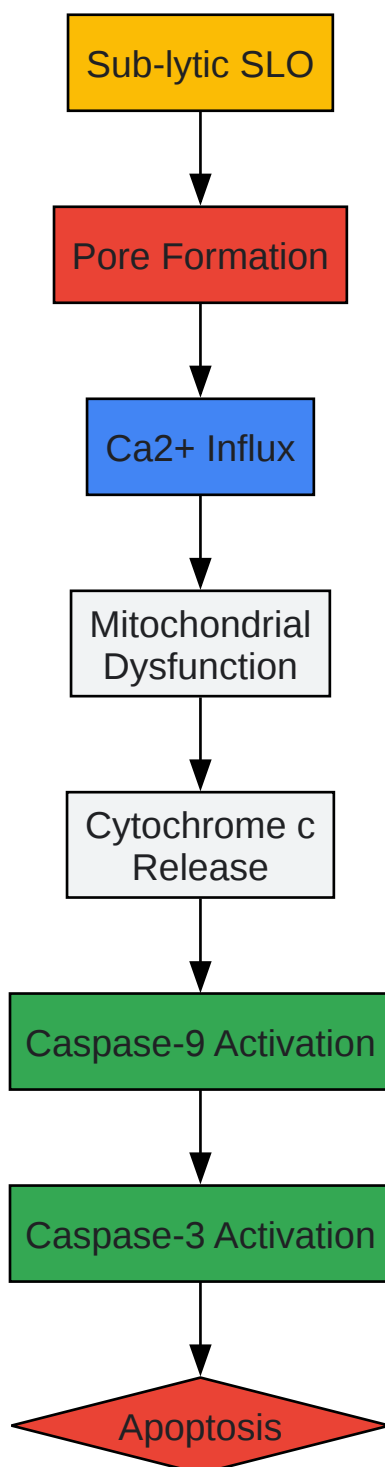 Sub-lytic SLO
Pore Formation
Ca2+ Influx
Mitochondrial
Dysfunction
Cytochrome c
Release
Caspase-9 Activation
Caspase-3 Activation
Apoptosis